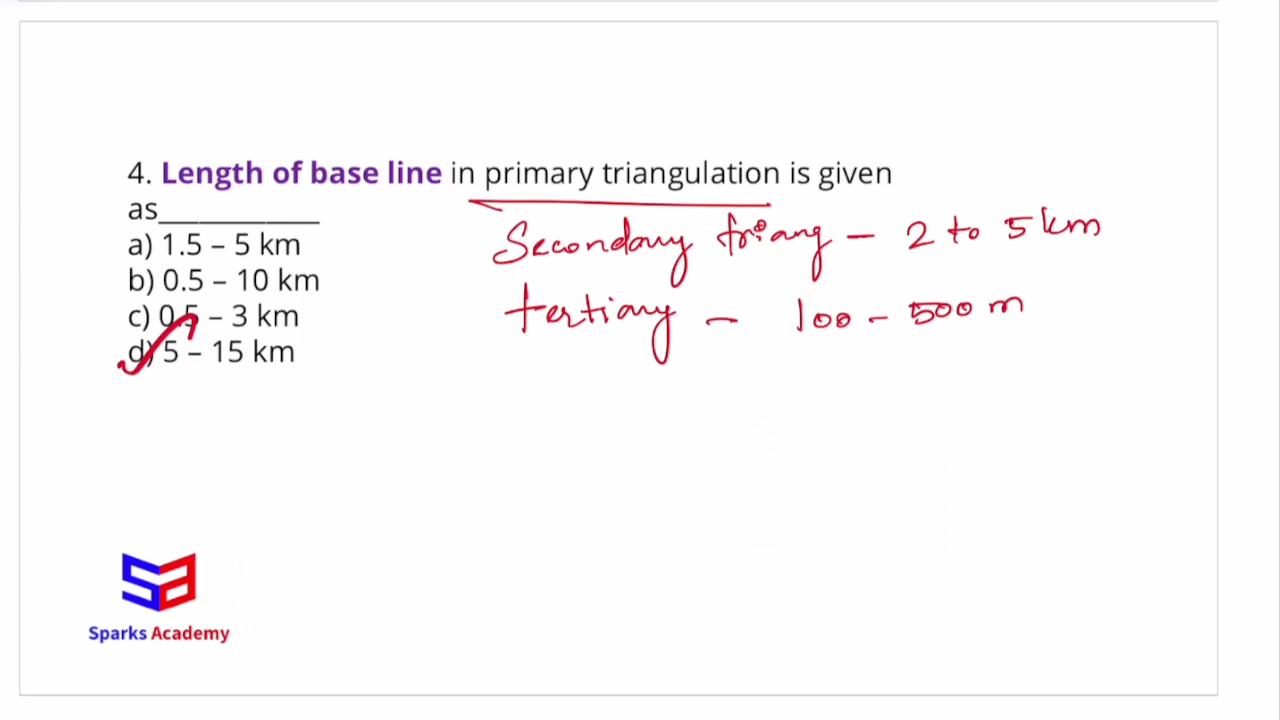 4. Length of base line in primary triangulation is given
as__________
a) 1.5 – 5 km
b) 0.5 – 10 km
c) 0.5 – 3 km
d) 5 – 15 km
Secondary triang – 2 to 5 km
tertiary – 100 – 500 m
Sparks Academy